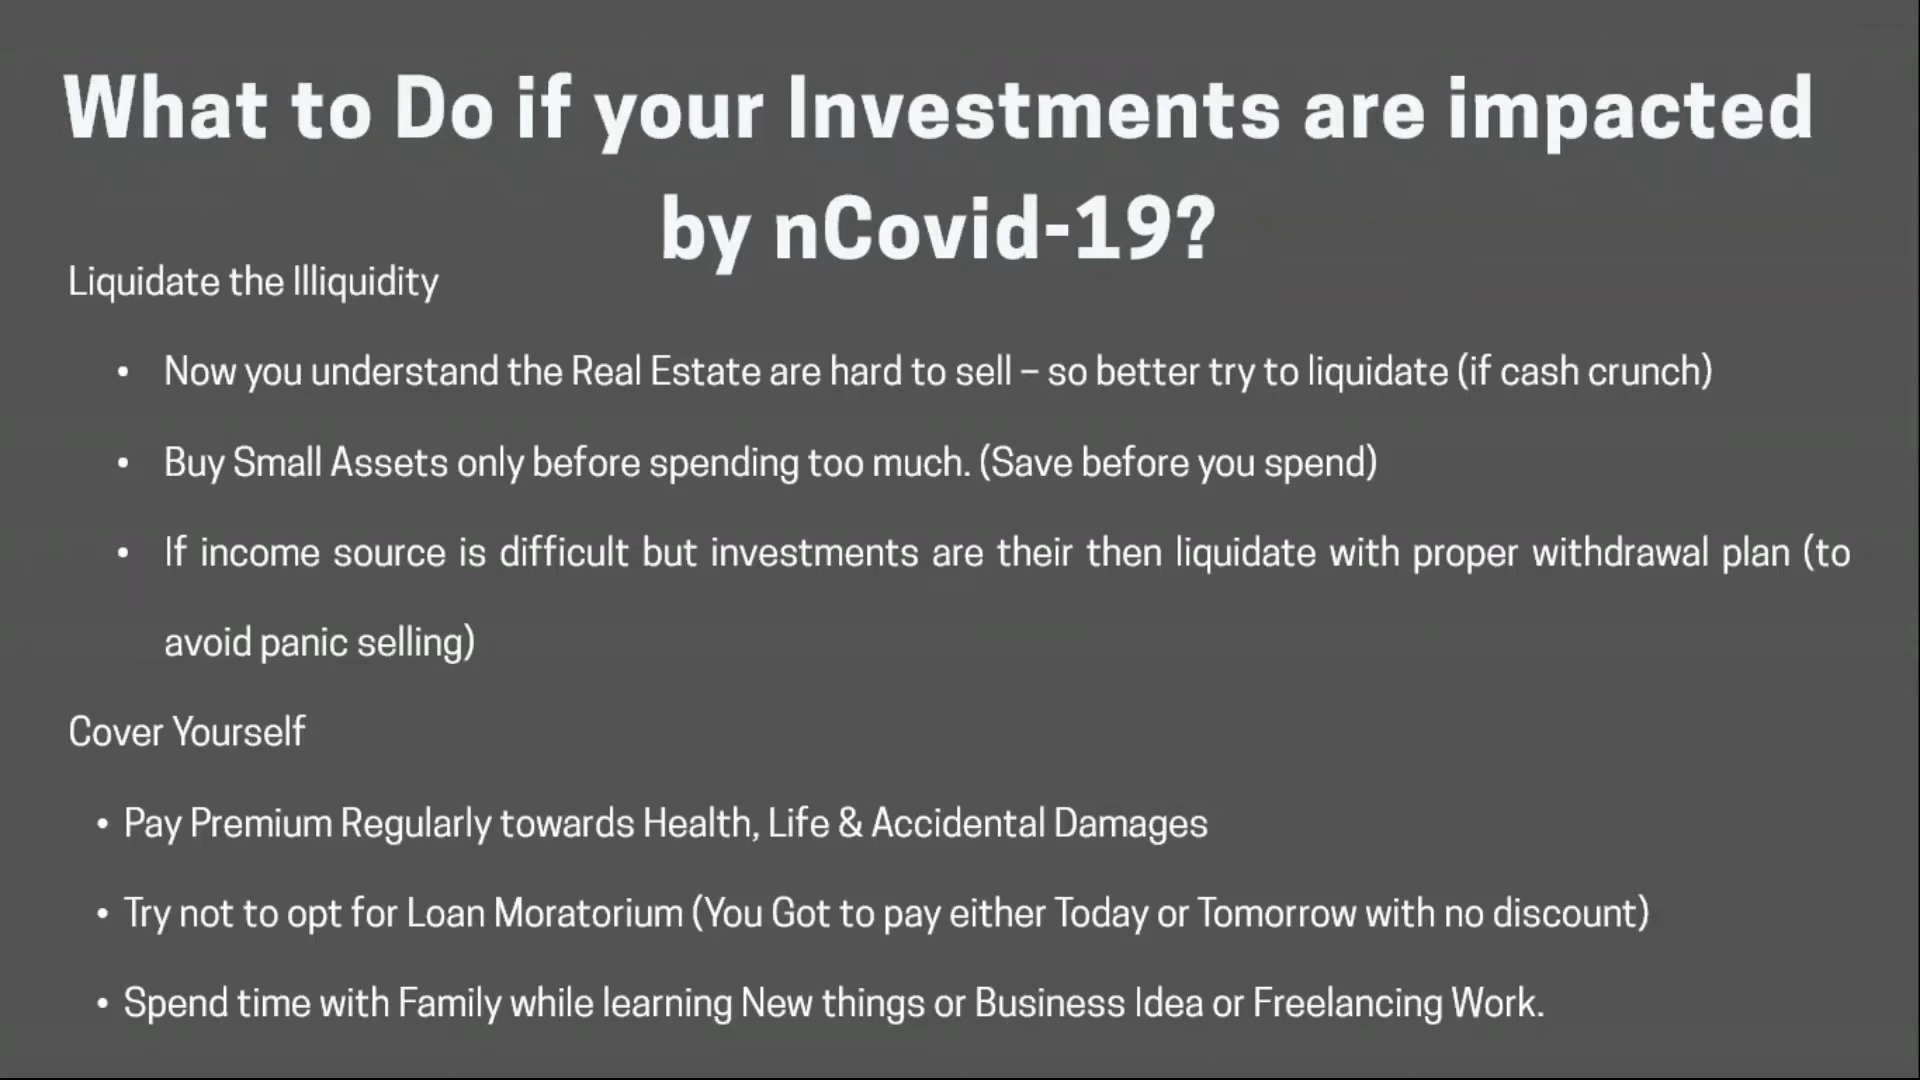 What to Do if your Investments are impacted
by nCovid-19?
Liquidate the Illiquidity
• Now you understand the Real Estate are hard to sell – so better try to liquidate (if cash crunch)
• Buy Small Assets only before spending too much. (Save before you spend)
• If income source is difficult but investments are their then liquidate with proper withdrawal plan (to
avoid panic selling)
Cover Yourself
• Pay Premium Regularly towards Health, Life & Accidental Damages
• Try not to opt for Loan Moratorium (You Got to pay either Today or Tomorrow with no discount)
• Spend time with Family while learning New things or Business Idea or Freelancing Work.